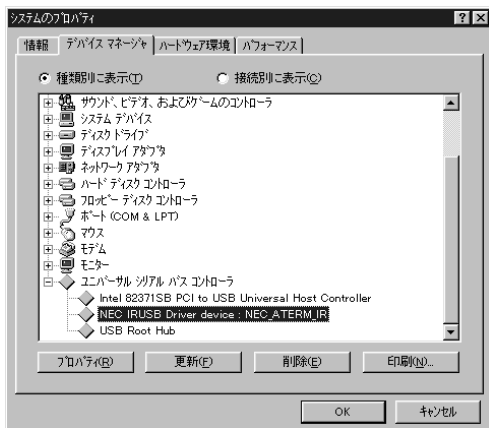 システムのプロパティ
情報 デバイス マネージャ ハードウェア環境 パフォーマンス
種類別に表示(T) 接続別に表示(C)
サウンド、ビデオ、およびゲームのコントローラ
システム デバイス
ディスク ドライブ
ディスプレイ アダプタ
ネットワーク アダプタ
ハード ディスク コントローラ
フロッピー ディスク コントローラ
ポート (COM & LPT)
マウス
モデム
モニター
ユニバーサル シリアル バス コントローラ
Intel 82371SB PCI to USB Universal Host Controller
NEC IRUSB Driver device : NEC_ATERM_IR
USB Root Hub
プロパティ(R) 更新(F) 削除(E) 印刷(N)...
OK キャンセル